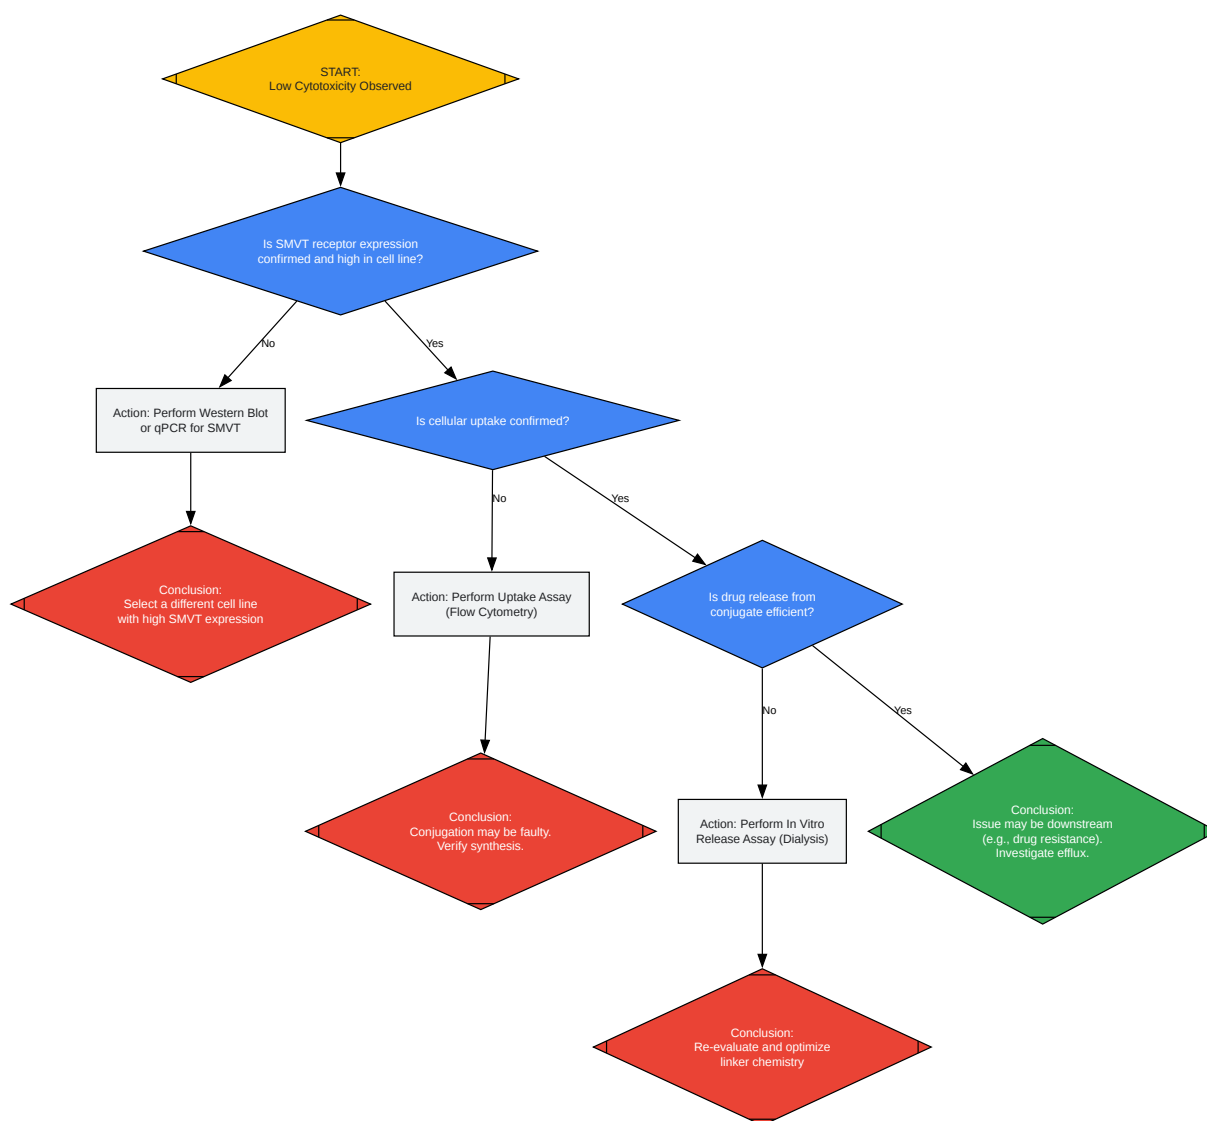 START:
Low Cytotoxicity Observed
Is SMVT receptor expression
confirmed and high in cell line?
No
Yes
Action: Perform Western Blot
or qPCR for SMVT
Is cellular uptake confirmed?
No
Yes
Conclusion:
Select a different cell line
with high SMVT expression
Action: Perform Uptake Assay
(Flow Cytometry)
Is drug release from
conjugate efficient?
No
Yes
Conclusion:
Conjugation may be faulty.
Verify synthesis.
Action: Perform In Vitro
Release Assay (Dialysis)
Conclusion:
Issue may be downstream
(e.g., drug resistance).
Investigate efflux.
Conclusion:
Re-evaluate and optimize
linker chemistry